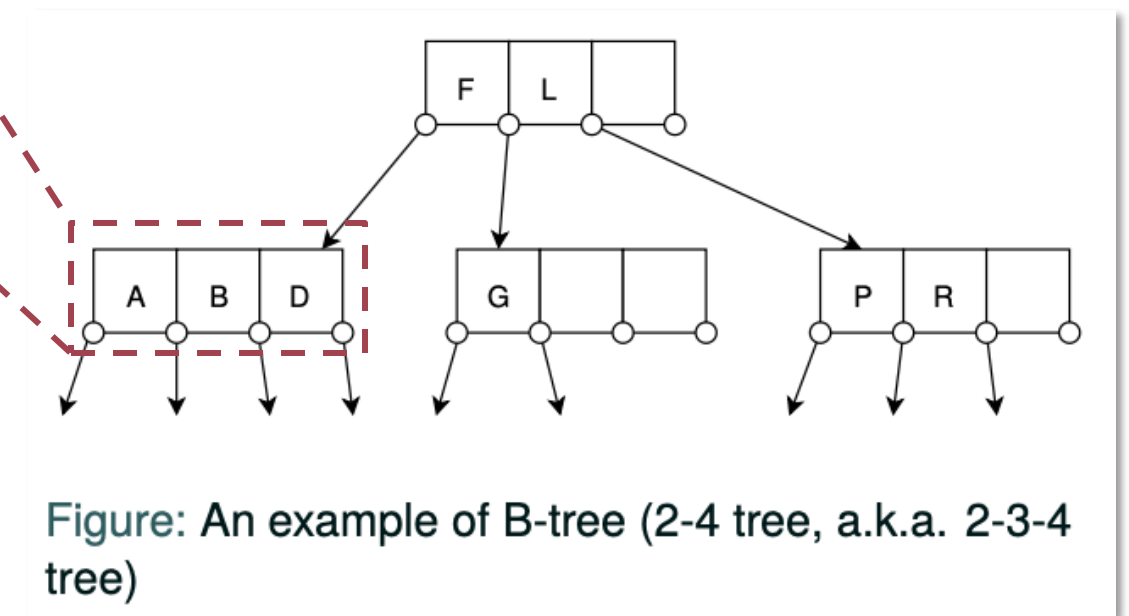 F L
A B D G P R
Figure: An example of B-tree (2-4 tree, a.k.a. 2-3-4
tree)